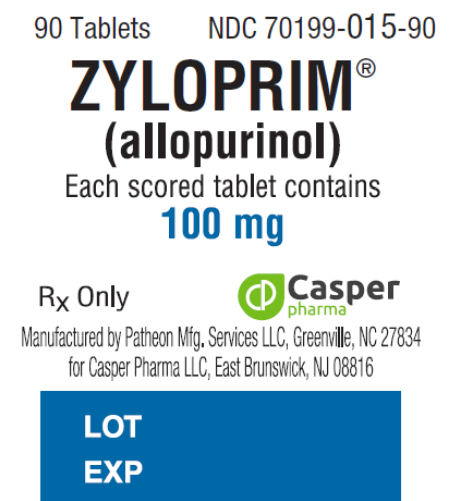 90 Tablets NDC 70199-015-90
ZYLOPRIM®
(allopurinol)
Each scored tablet contains
100 mg
Rx Only
Casper
pharma
Manufactured by Patheon Mfg. Services LLC, Greenville, NC 27834
for Casper Pharma LLC, East Brunswick, NJ 08816
LOT
EXP